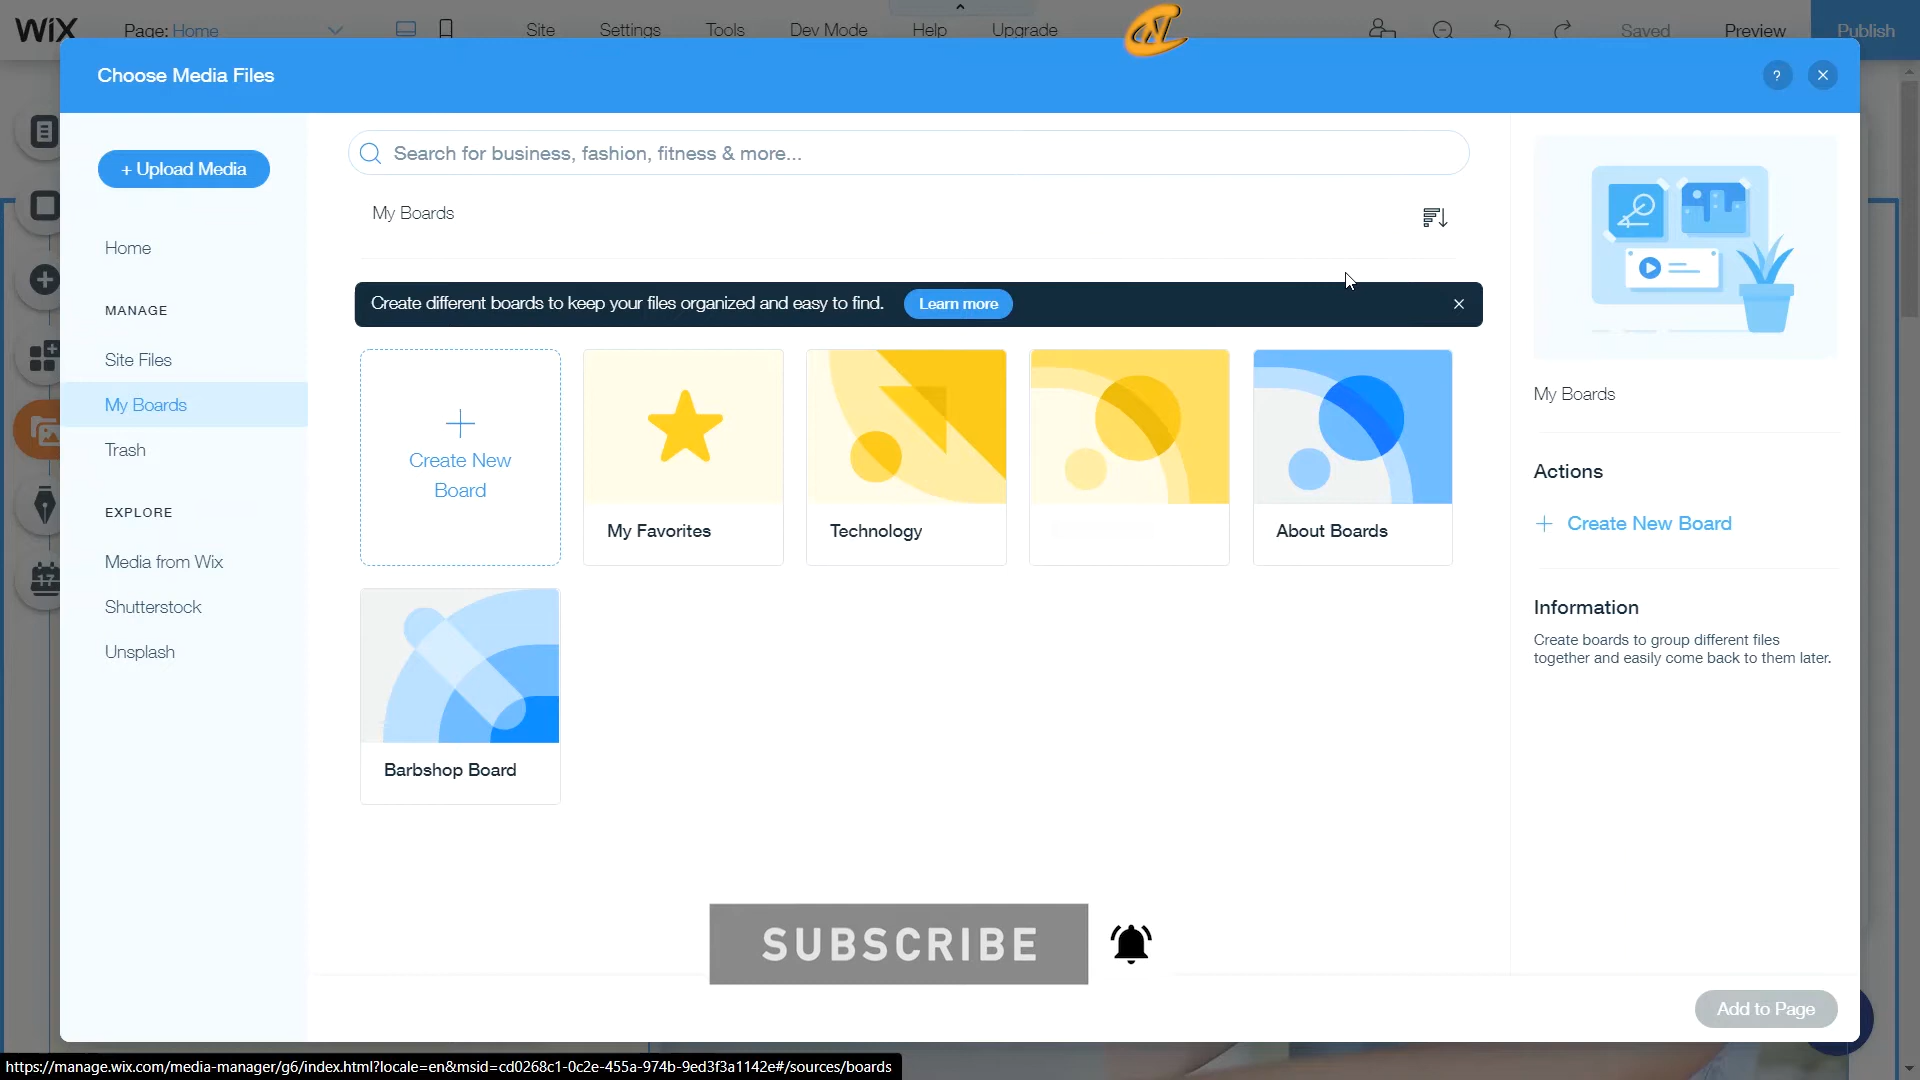 WiX
Page: Home
Site
Settings
Tools
Dev Mode
Help
Upgrade
Saved
Preview
Publish
Choose Media Files
?
+ Upload Media
Search for business, fashion, fitness & more...
My Boards
Home
MANAGE
Site Files
My Boards
Trash
EXPLORE
Media from Wix
Shutterstock
Unsplash
17
Create different boards to keep your files organized and easy to find.
Learn more
Create New
Board
My Favorites
Technology
About Boards
Barbshop Board
My Boards
Actions
+ Create New Board
Information
Create boards to group different files
together and easily come back to them later.
SUBSCRIBE
Add to Page
https://manage.wix.com/media-manager/g6/index.html?locale=en&msid=cd0268c1-0c2e-455a-974b-9ed3f3a1142e#/sources/boards